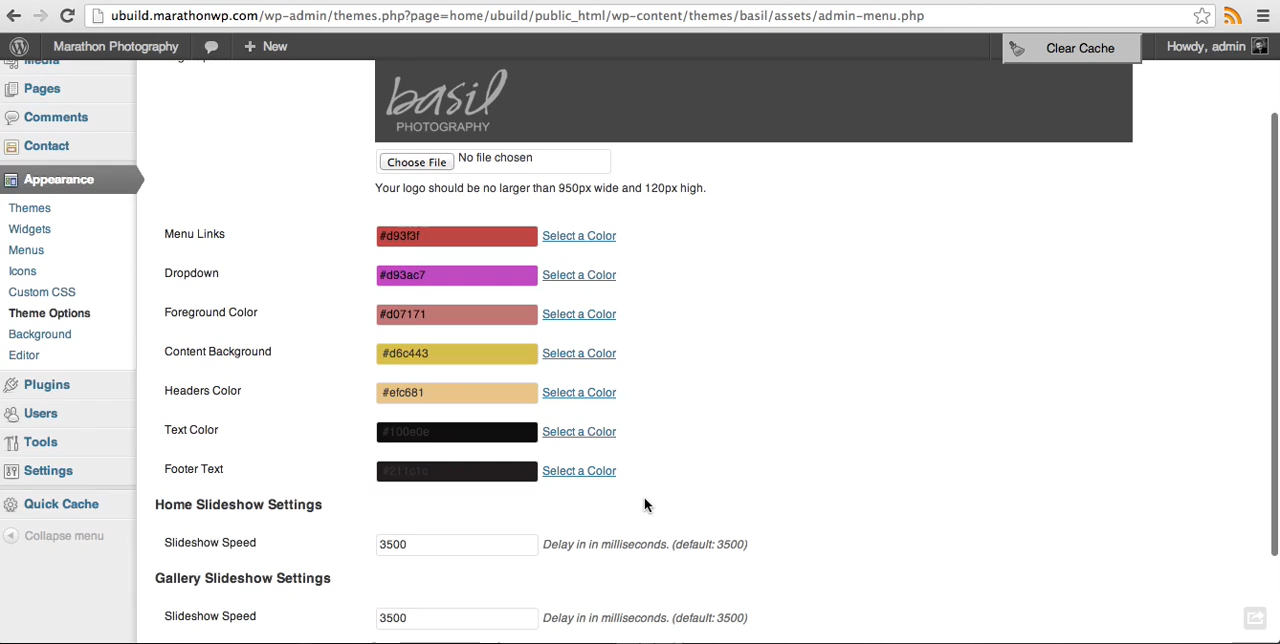 ubuild.marathonwp.com/wp-admin/themes.php?page=home/ubuild/public_html/wp-content/themes/basil/assets/admin-menu.php
Marathon Photography
+ New
Clear Cache
Howdy, admin
Media
Pages
Comments
Contact
Appearance
Themes
Widgets
Menus
Icons
Custom CSS
Theme Options
Background
Editor
Plugins
Users
Tools
Settings
Quick Cache
Collapse menu
basil
PHOTOGRAPHY
Choose File No file chosen
Your logo should be no larger than 950px wide and 120px high.
Menu Links #d93f3f Select a Color
Dropdown #d93ac7 Select a Color
Foreground Color #d07171 Select a Color
Content Background #d6c443 Select a Color
Headers Color #efc681 Select a Color
Text Color #100e0e Select a Color
Footer Text #211c1c Select a Color
Home Slideshow Settings
Slideshow Speed 3500 Delay in in milliseconds. (default: 3500)
Gallery Slideshow Settings
Slideshow Speed 3500 Delay in in milliseconds. (default: 3500)